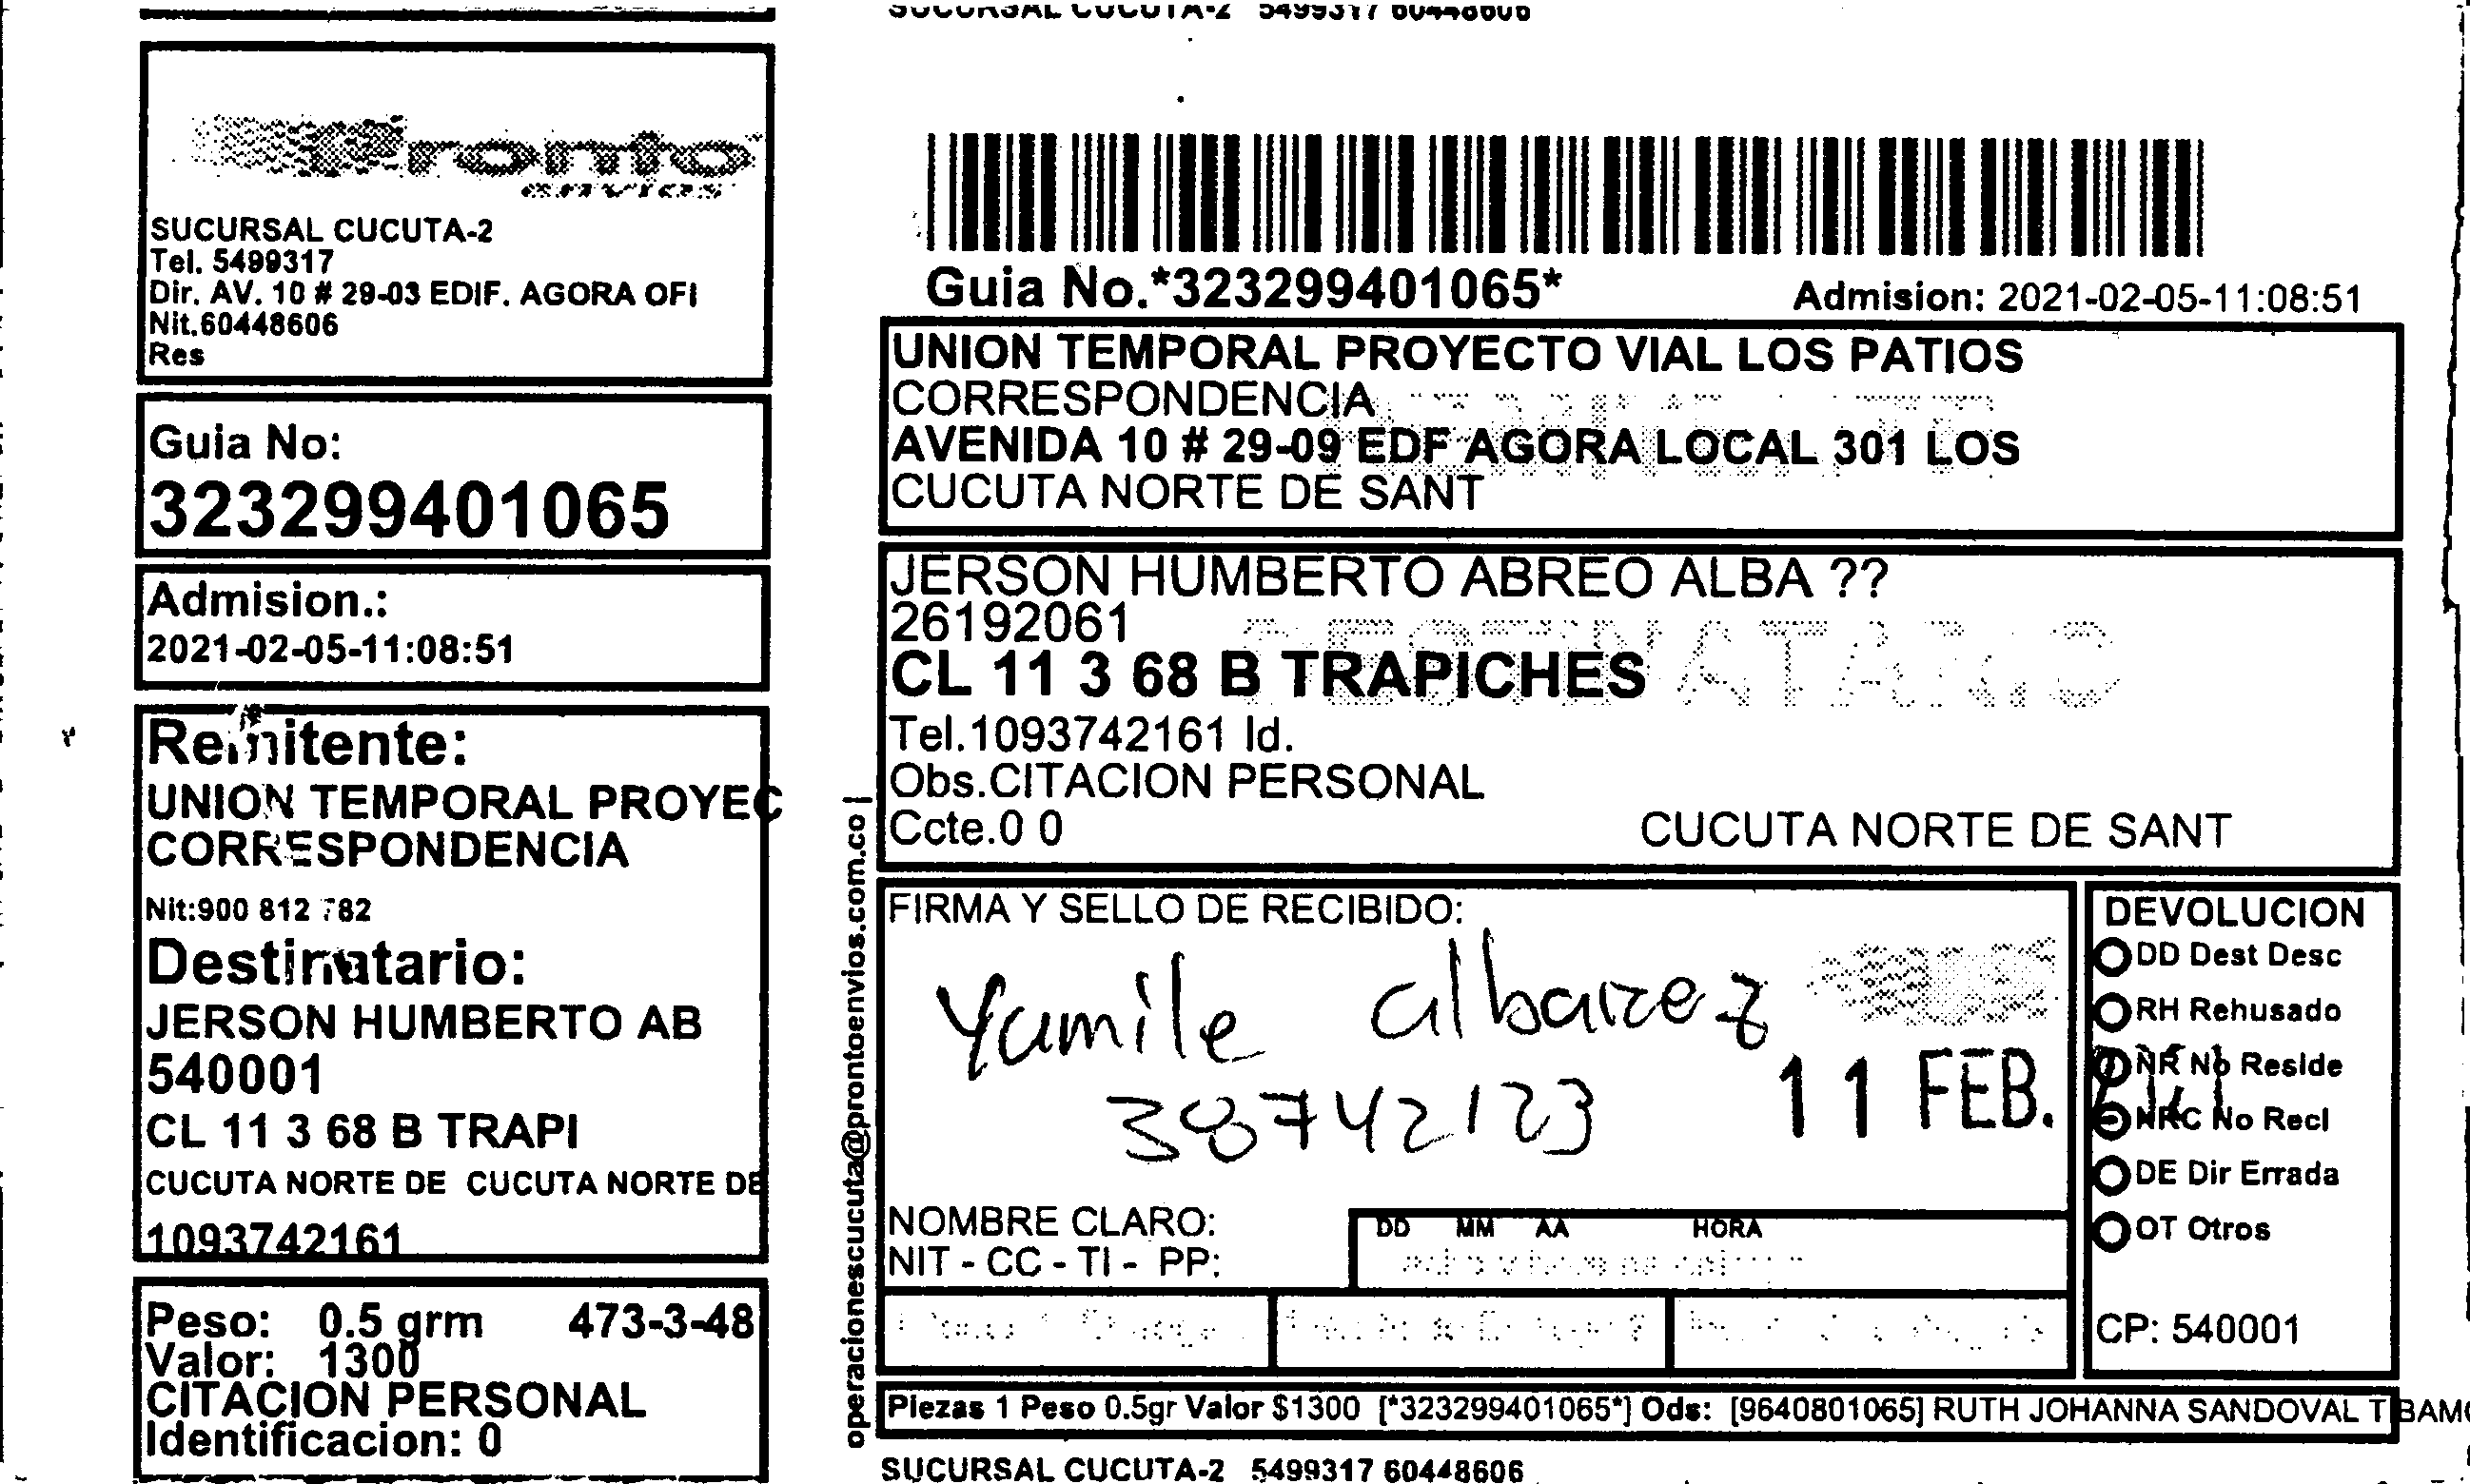 SUCURSAL CUCUTA-2 5499317 60448606
Pronto
envios
SUCURSAL CUCUTA-2
Tel. 5499317
Dir. AV. 10 # 29-03 EDIF. AGORA OFI
Nit.60448606
Res
Guia No:
323299401065
Admision.:
2021-02-05-11:08:51
Remitente:
UNION TEMPORAL PROYEC
CORRESPONDENCIA
Nit:900 812 782
Destinatario:
JERSON HUMBERTO AB
540001
CL 11 3 68 B TRAPI
CUCUTA NORTE DE CUCUTA NORTE DE
1093742161
Peso: 0.5 grm 473-3-48
Valor: 1300
CITACION PERSONAL
Identificacion: 0
operacionescucuta@prontoenvios.com.co |
Guia No.*323299401065*
Admision: 2021-02-05-11:08:51
UNION TEMPORAL PROYECTO VIAL LOS PATIOS
CORRESPONDENCIA
AVENIDA 10 # 29-09 EDF AGORA LOCAL 301 LOS
CUCUTA NORTE DE SANT
JERSON HUMBERTO ABREO ALBA ??
26192061
DESTINATARIO
CL 11 3 68 B TRAPICHES
Tel.1093742161 Id.
Obs.CITACION PERSONAL
Ccte.0 0
CUCUTA NORTE DE SANT
FIRMA Y SELLO DE RECIBIDO:
Yamile albarez
38742123
11 FEB.
NOMBRE CLARO:
NIT - CC - TI - PP:
DD MM AA HORA
DEVOLUCION
DD Dest Desc
RH Rehusado
NR No Reside
NRC No Recl
DE Dir Errada
OT Otros
CP: 540001
Piezas 1 Peso 0.5gr Valor $1300 [*323299401065*] Ods: [9640801065] RUTH JOHANNA SANDOVAL TIBAMO
SUCURSAL CUCUTA-2 5499317 60448606